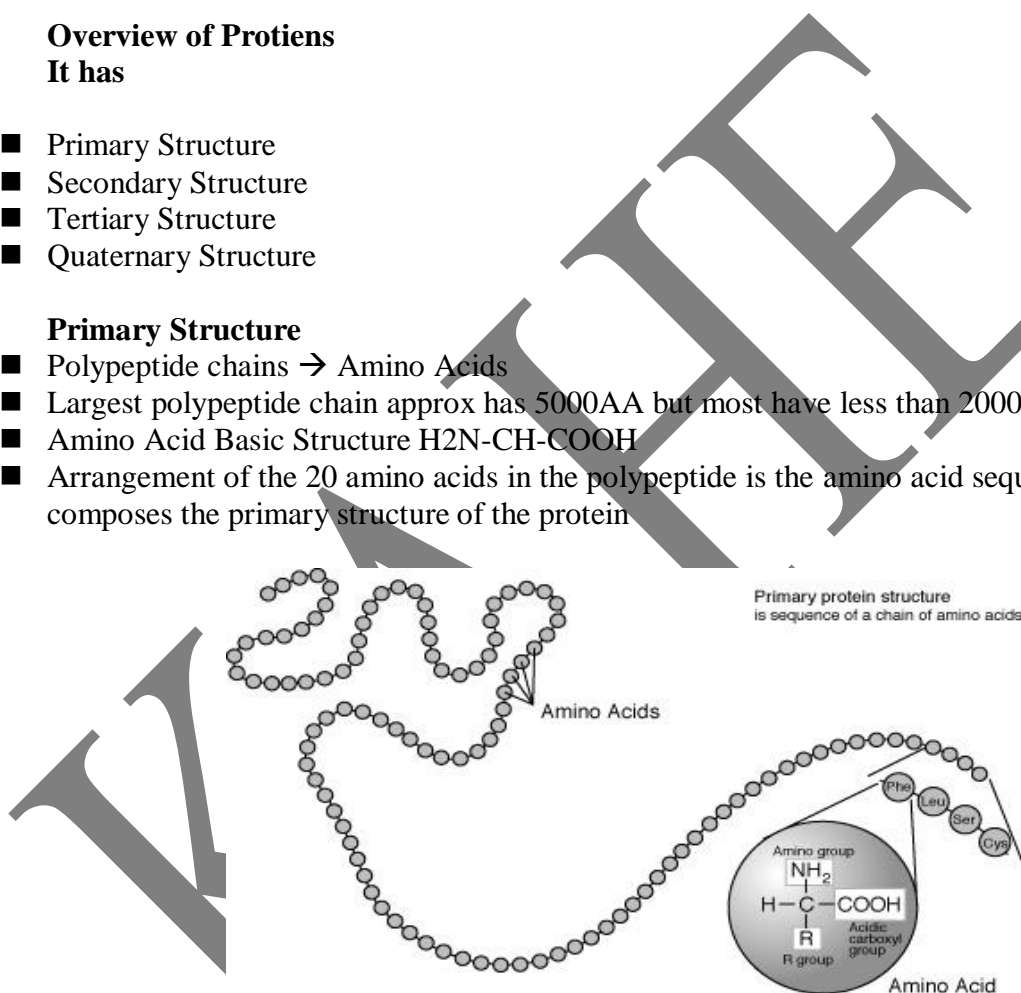 Overview of Protiens
It has
■ Primary Structure
■ Secondary Structure
■ Tertiary Structure
■ Quaternary Structure
Primary Structure
■ Polypeptide chains → Amino Acids
■ Largest polypeptide chain approx has 5000AA but most have less than 2000
■ Amino Acid Basic Structure H2N-CH-COOH
■ Arrangement of the 20 amino acids in the polypeptide is the amino acid
composes the primary structure of the protein
Primary protein structure
is sequence of a chain of amino acids
Amino Acids
Phe
Leu
Ser
Cys
Amino group
NH2
H-C-COOH
R
Acidic
carboxyl
group
R group
Amino Acid